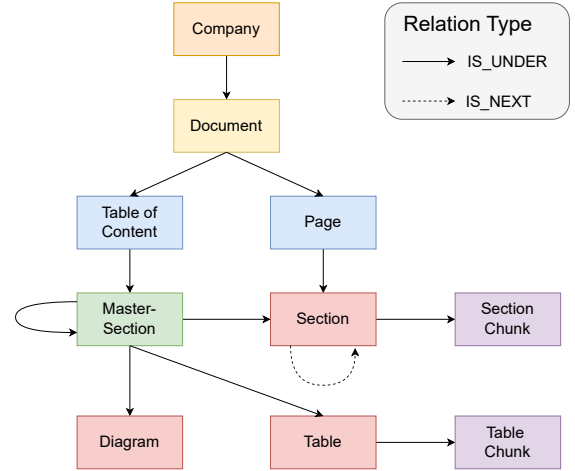 Company
Relation Type
IS_UNDER
IS_NEXT
Document
Table of
Content
Page
Master-
Section
Section
Section
Chunk
Diagram
Table
Table
Chunk